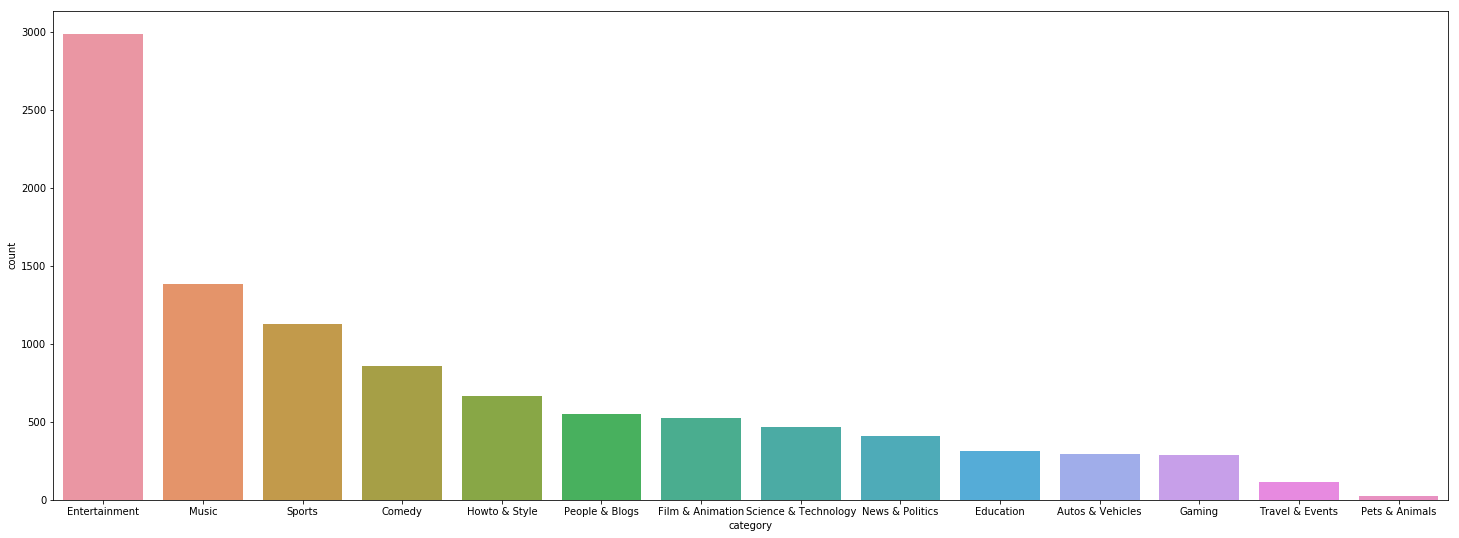 3000
2500
2000
1500
1000
500
0
count
Entertainment Music Sports Comedy Howto & Style People & Blogs Film & Animation Science & Technology News & Politics Education Autos & Vehicles Gaming Travel & Events Pets & Animals
category